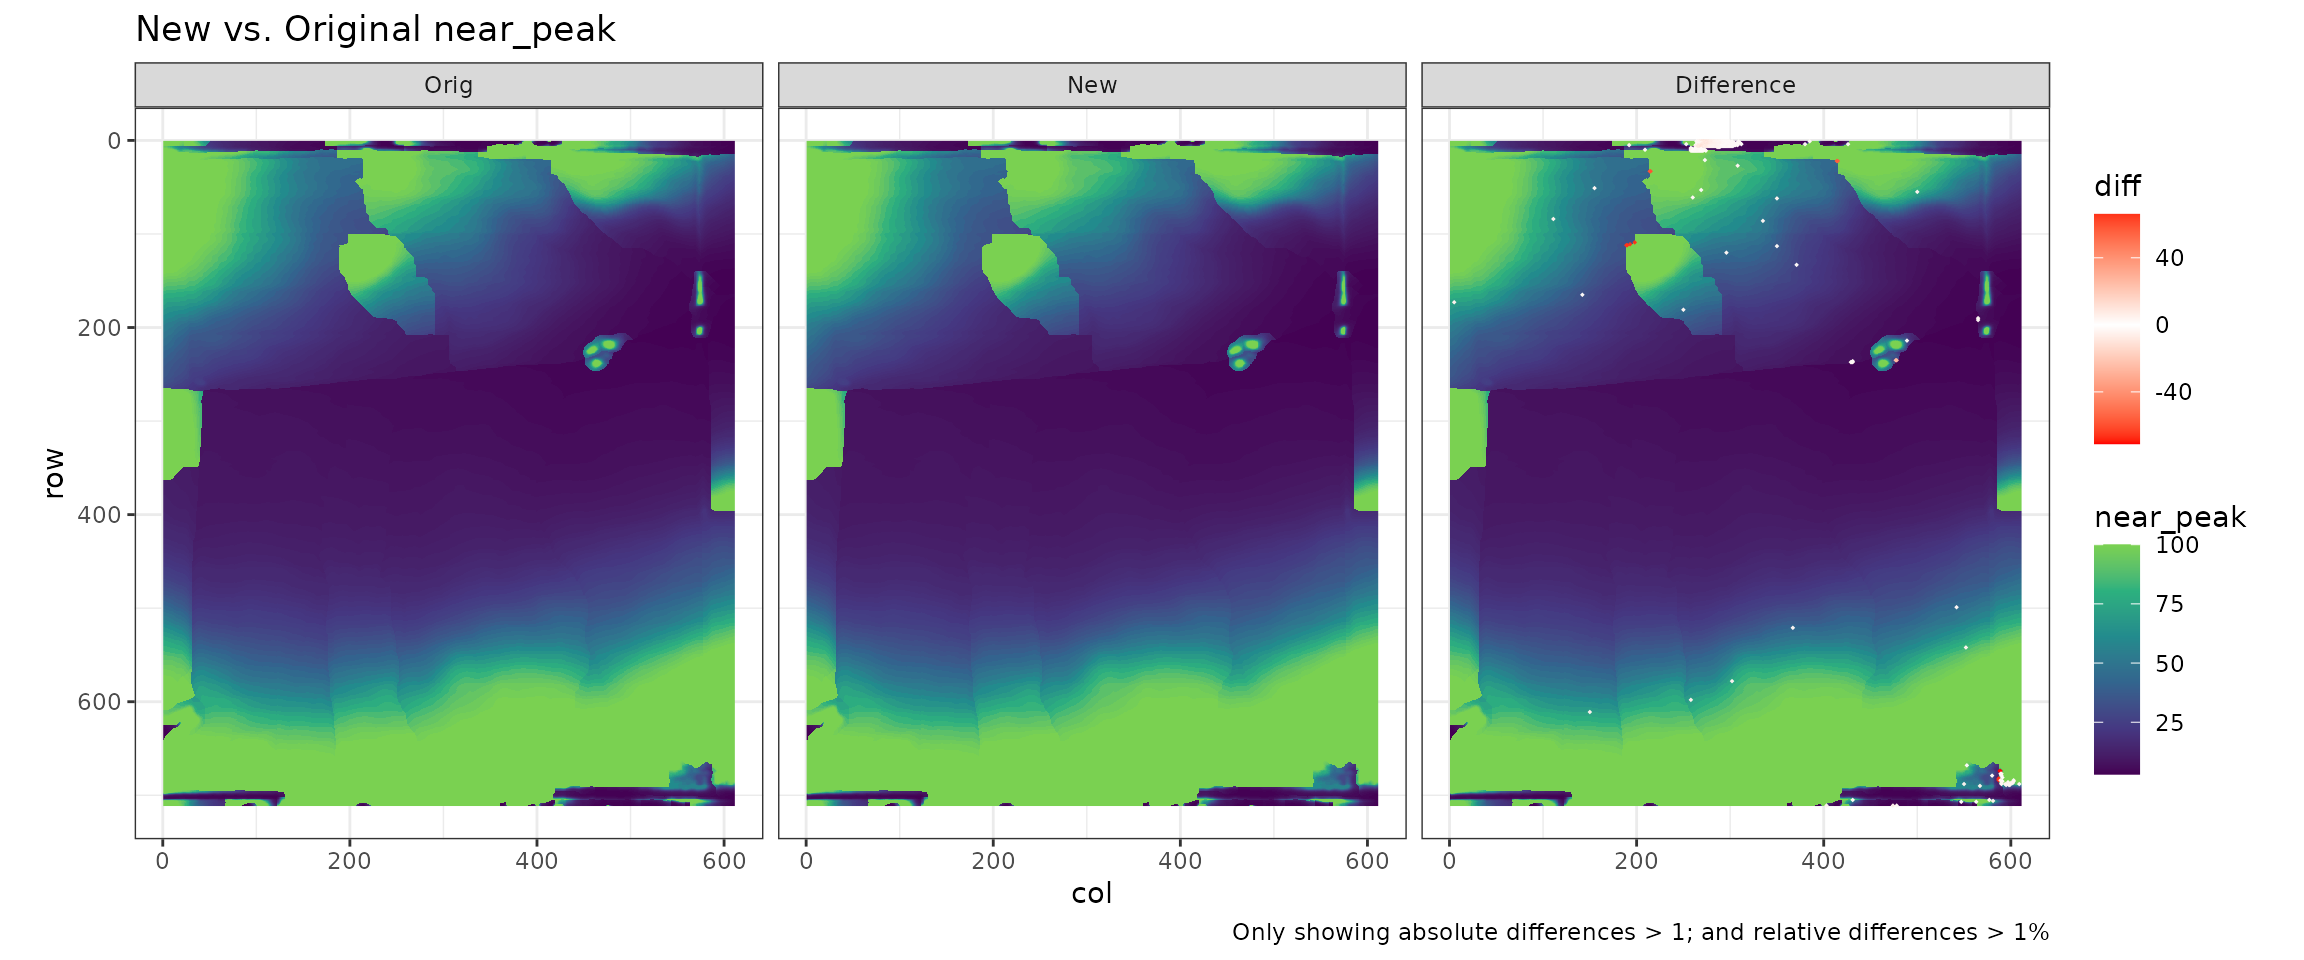 New vs. Original near_peak
Orig
New
Difference
0
200
400
600
row
0
200
400
600
0
200
400
600
0
200
400
600
col
diff
40
0
-40
near_peak
100
75
50
25
Only showing absolute differences > 1; and relative differences > 1%